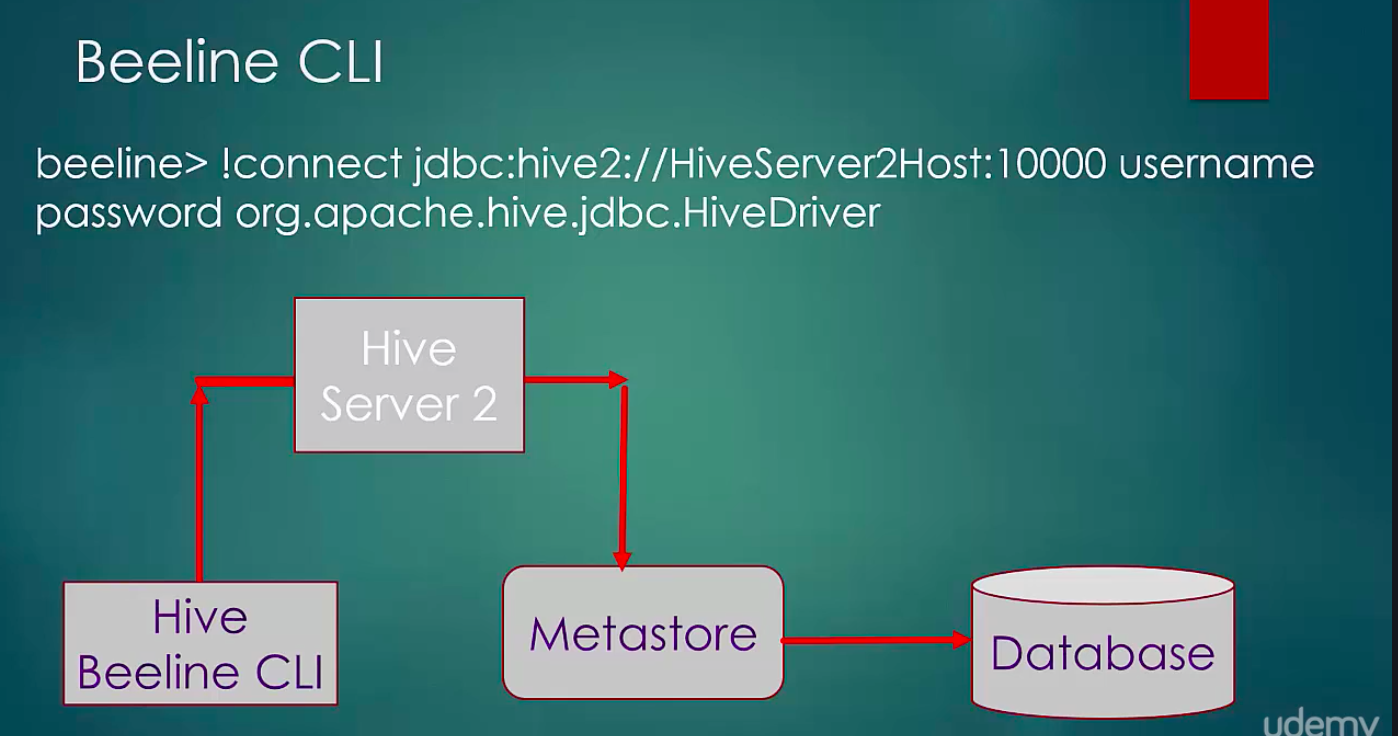 Beeline CLI
beeline> !connect jdbc:hive2://HiveServer2Host:10000 username
password org.apache.hive.jdbc.HiveDriver
Hive
Server 2
Hive
Beeline CLI
Metastore
Database
udemy